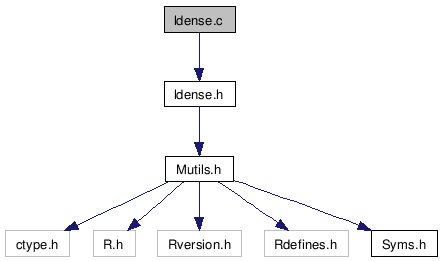 ldense.c
ldense.h
Mutils.h
ctype.h
R.h
Rversion.h
Rdefines.h
Syms.h